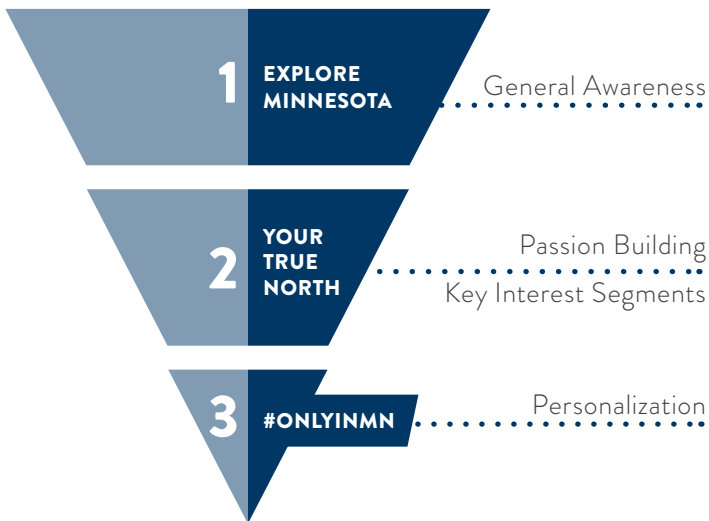 1
EXPLORE
MINNESOTA
General Awareness
2
YOUR
TRUE
NORTH
Passion Building
Key Interest Segments
3
#ONLYINMN
Personalization